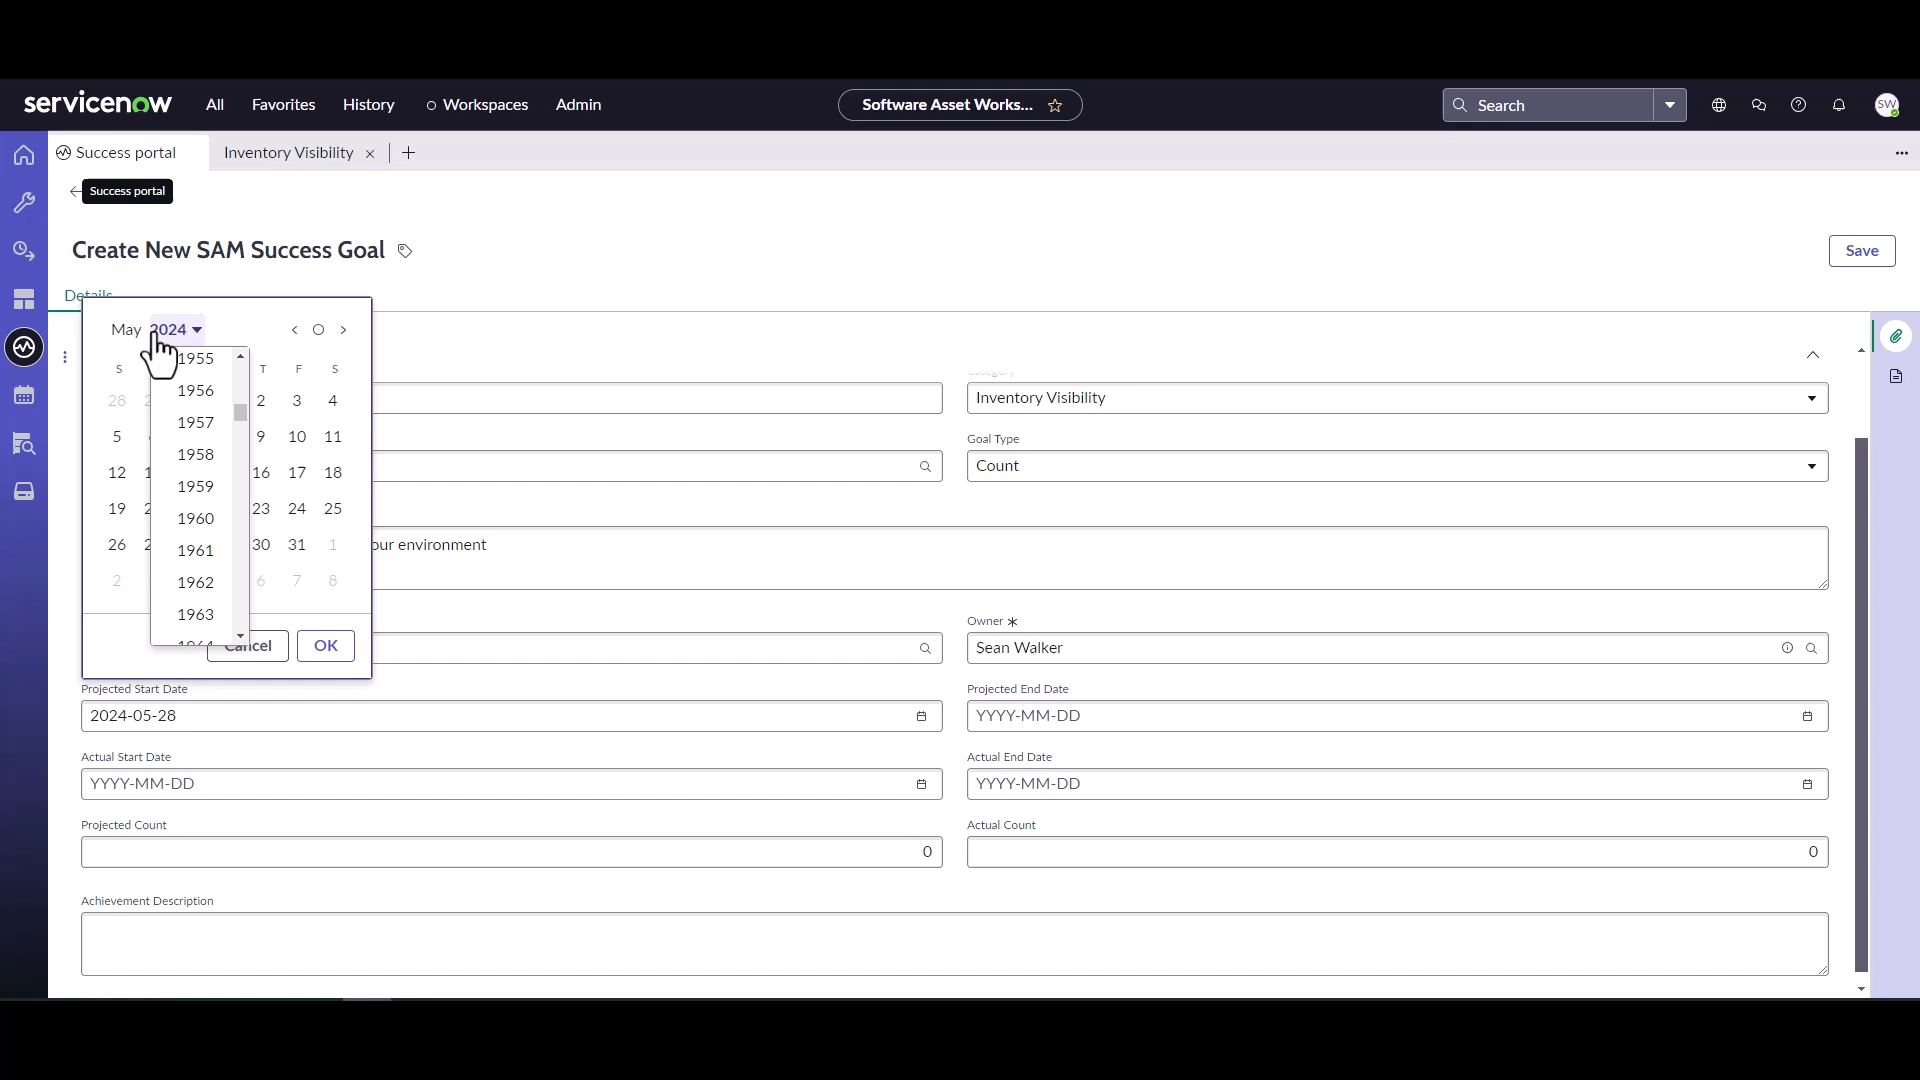 servicenow All Favorites History Workspaces Admin Software Asset Works... Search SW
Success portal Inventory Visibility
Success portal
Create New SAM Success Goal Save
Details
May 2024
S T F S
1955
1956
1957
1958
1959
1960
1961
1962
1963
28 2 3 4
5 9 10 11
12 16 17 18
19 23 24 25
26 30 31 1
2 6 7 8
Cancel OK
Category
Inventory Visibility
Goal Type
Count
our environment
Owner
Sean Walker
Projected Start Date Projected End Date
2024-05-28 YYYY-MM-DD
Actual Start Date Actual End Date
YYYY-MM-DD YYYY-MM-DD
Projected Count Actual Count
0 0
Achievement Description